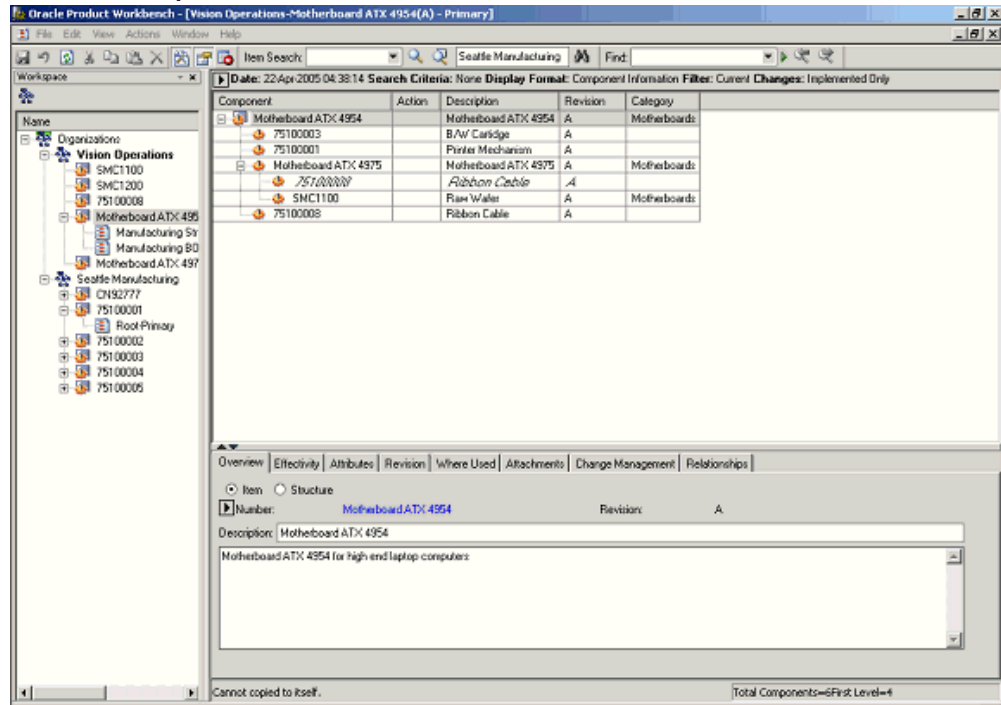 Oracle Product Workbench - [Vision Operations-Motherboard ATX 4954(A) - Primary]
File Edit View Actions Window Help
Item Search: Seattle Manufacturing Find:
Workspace
Date: 22-Apr-2005 04:38:14 Search Criteria: None Display Format: Component Information Filter: Current Changes: Implemented Only
Name
Organizations
Vision Operations
SMC1100
SMC1200
75100008
Motherboard ATX 495
Manufacturing Str
Manufacturing BO
Motherboard ATX 497
Seattle Manufacturing
CN92777
75100001
Root-Primary
75100002
75100003
75100004
75100005
Component Action Description Revision Category
Motherboard ATX 4954 Motherboard ATX 4954 A Motherboards
75100003 B/W Cartidge A
75100001 Printer Mechanism A
Motherboard ATX 4975 Motherboard ATX 4975 A Motherboards
75100008 Ribbon Cable A
SMC1100 Raw Wafer A Motherboards
75100008 Ribbon Cable A
Overview Effectivity Attributes Revision Where Used Attachments Change Management Relationships
Item Structure
Number: Motherboard ATX 4954 Revision: A
Description: Motherboard ATX 4954
Motherboard ATX 4954 for high end laptop computers
Cannot copied to itself. Total Components=6First Level=4